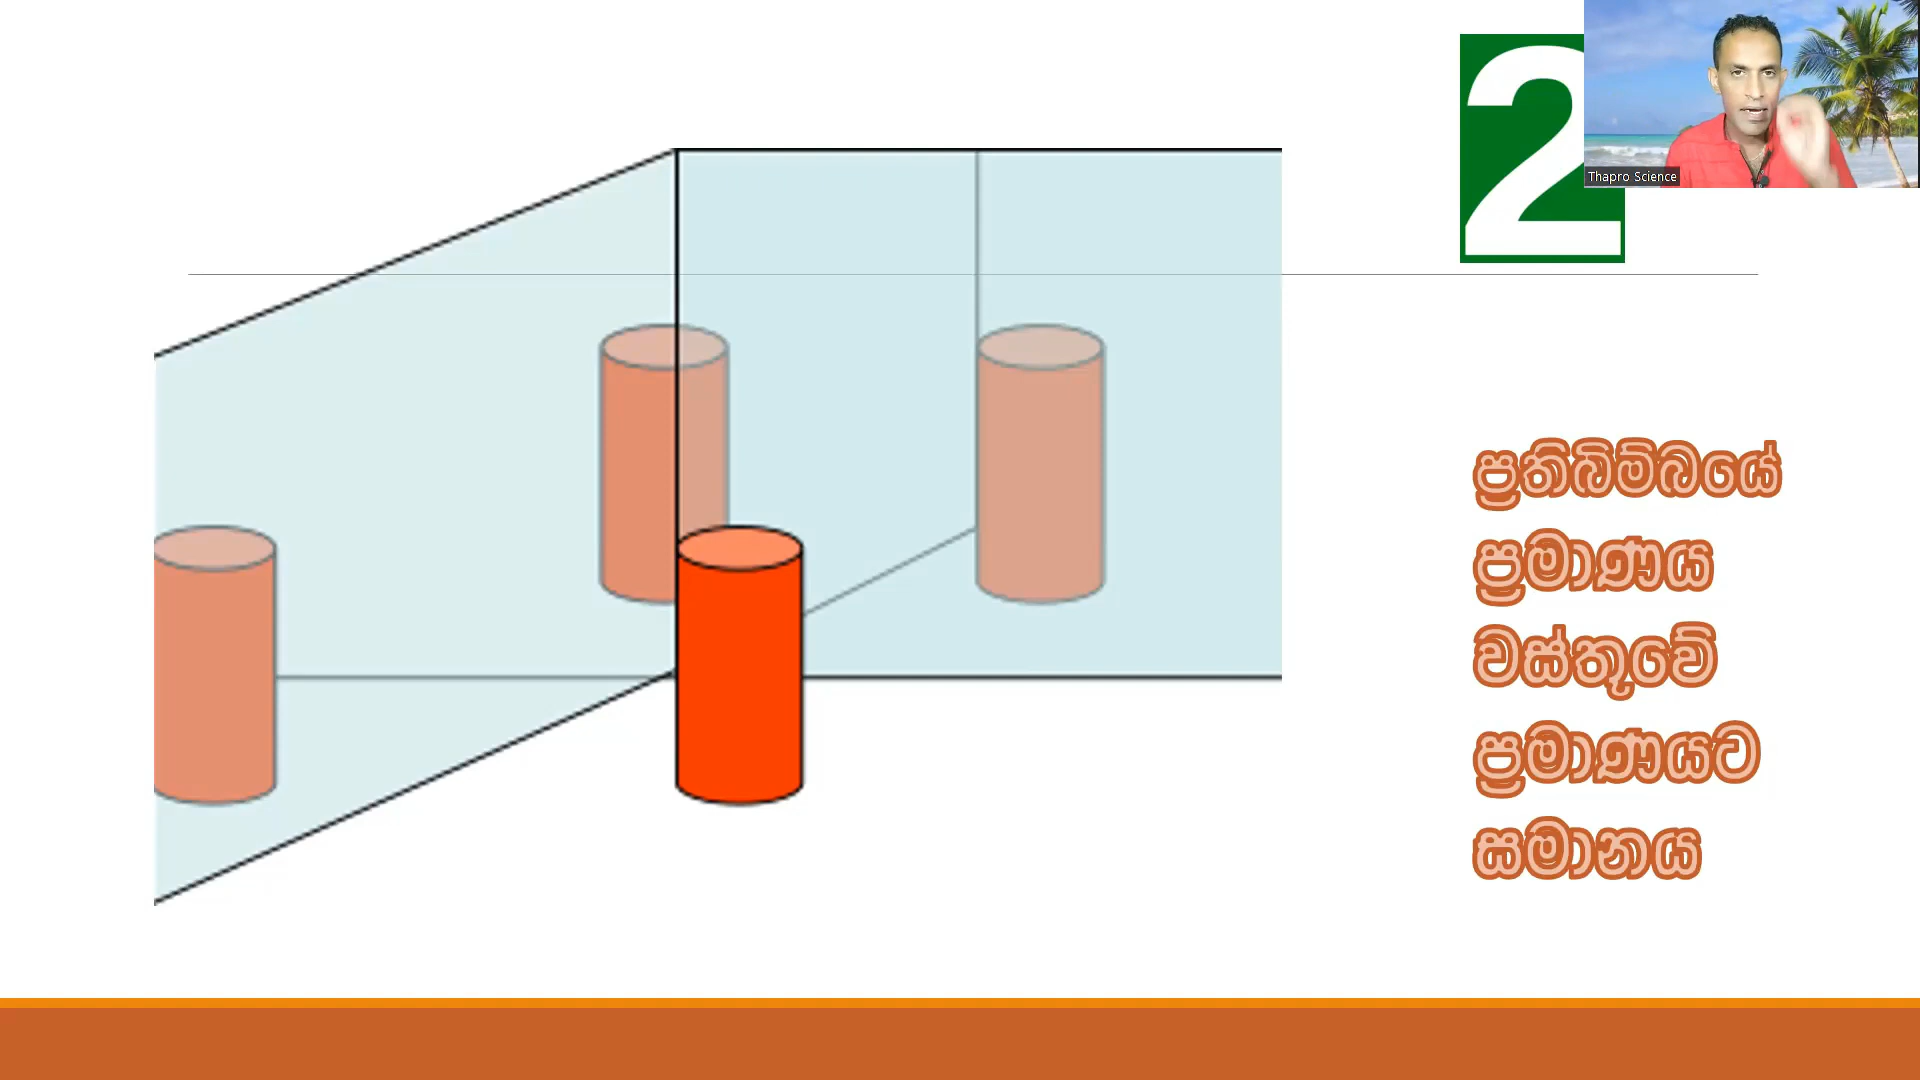 2
Thapro Science
ප්‍රතිබිම්බයේ
ප්‍රමාණය
වස්තුවේ
ප්‍රමාණයට
සමානය